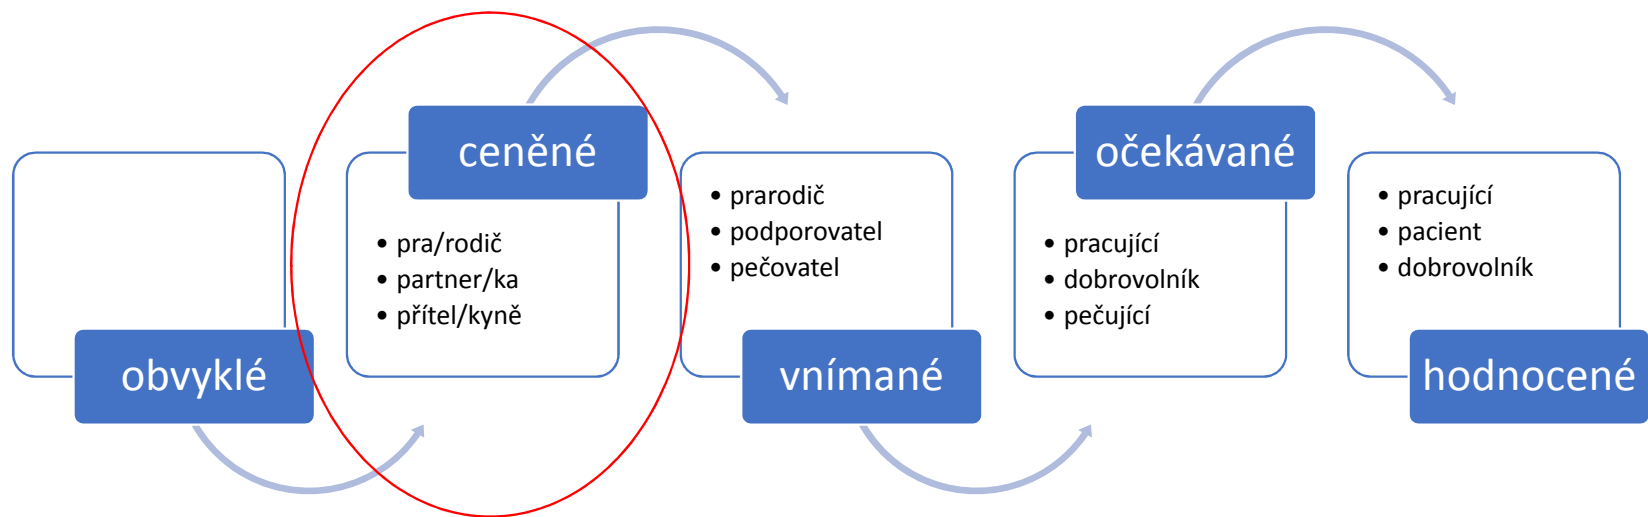 obvyklé
ceněné
• pra/rodič
• partner/ka
• přítel/kyně
• prarodič
• podporovatel
• pečovatel
vnímané
očekávané
• pracující
• dobrovolník
• pečující
• pracující
• pacient
• dobrovolník
hodnocené